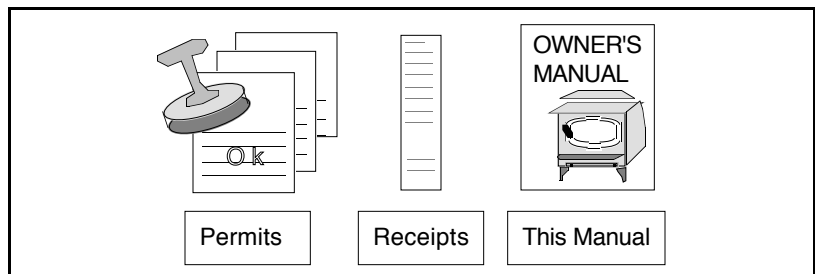 OWNER'S
MANUAL
Ok
Permits
Receipts
This Manual